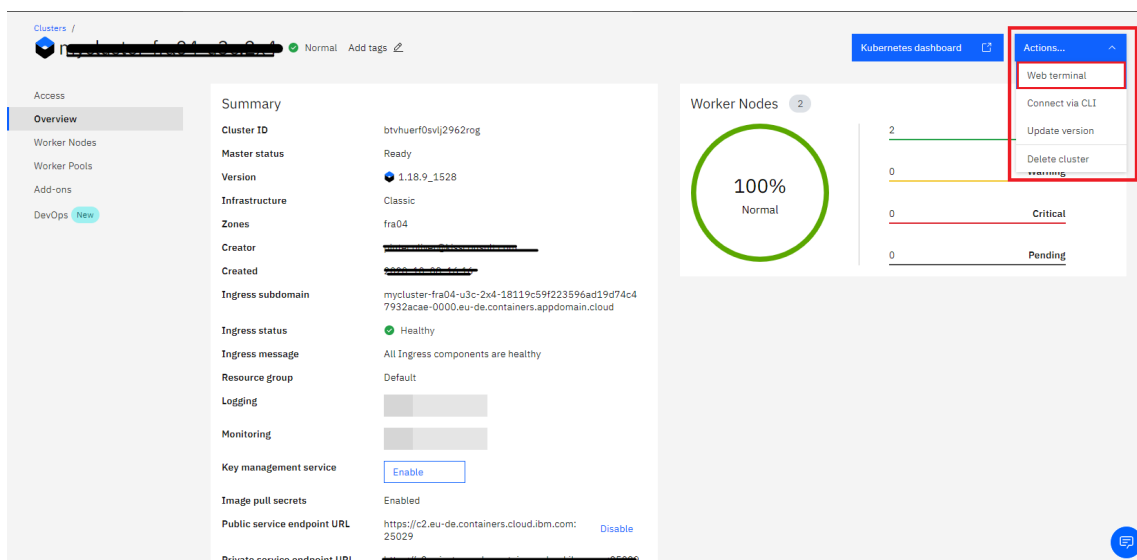 Clusters /
Normal Add tags
Kubernetes dashboard
Actions...
Web terminal
Connect via CLI
Update version
Delete cluster
Access
Overview
Worker Nodes
Worker Pools
Add-ons
DevOps New
Summary
Cluster ID btvhuerf0svlj2962rog
Master status Ready
Version 1.18.9_1528
Infrastructure Classic
Zones fra04
Creator
Created
Ingress subdomain mycluster-fra04-u3c-2x4-18119c59f223596ad19d74c4
7932acae-0000.eu-de.containers.appdomain.cloud
Ingress status Healthy
Ingress message All Ingress components are healthy
Resource group Default
Logging
Monitoring
Key management service Enable
Image pull secrets Enabled
Public service endpoint URL https://c2.eu-de.containers.cloud.ibm.com:
25029 Disable
Private service endpoint URL
Worker Nodes 2
100%
Normal
2
0 Warning
0 Critical
0 Pending